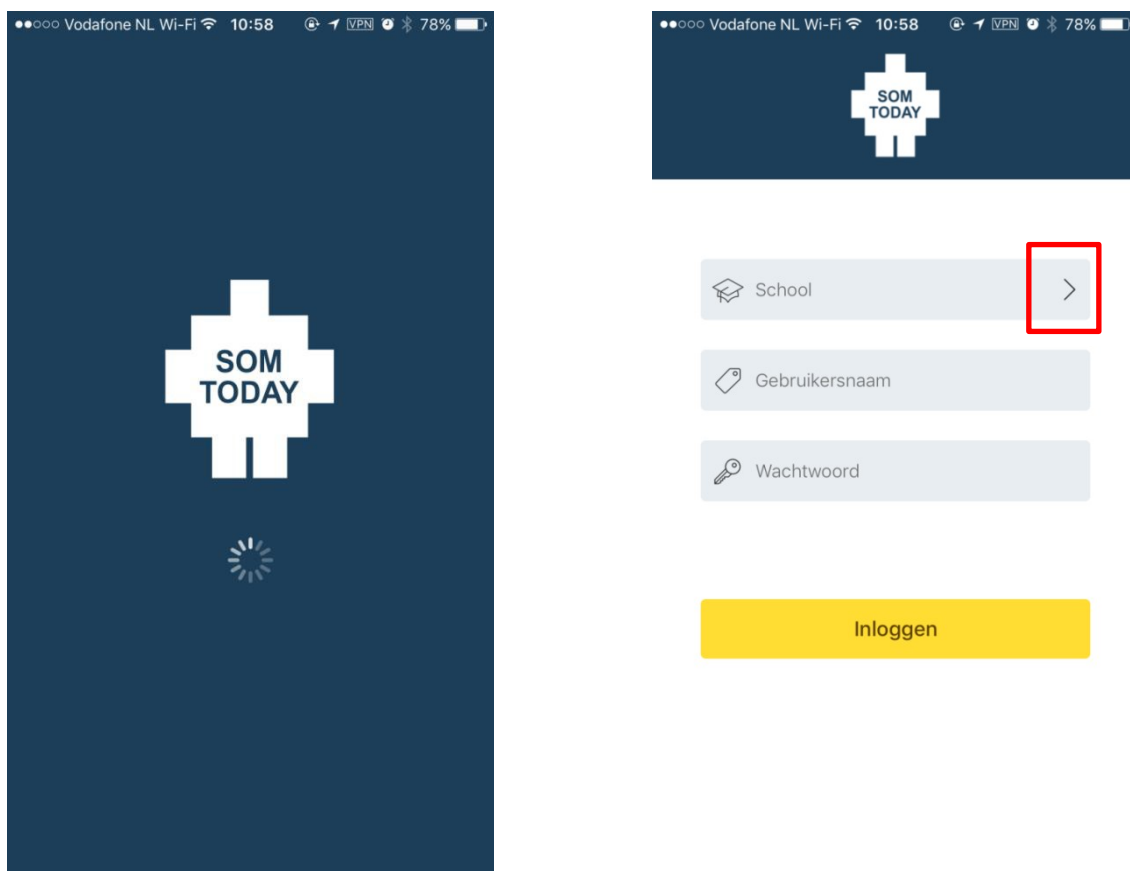 Vodafone NL Wi-Fi 10:58 VPN 78%
SOM
TODAY
Vodafone NL Wi-Fi 10:58 VPN 78%
SOM
TODAY
School
Gebruikersnaam
Wachtwoord
Inloggen